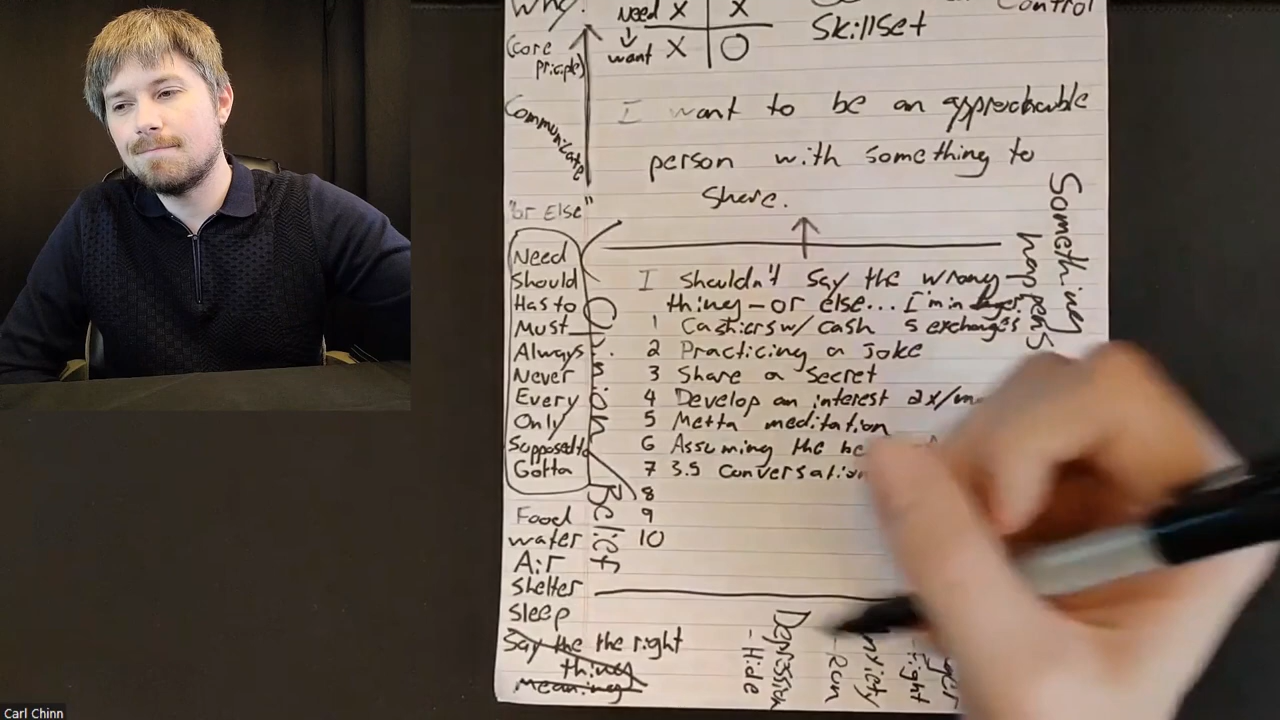 Why?
Need X X
Control
(core
priciple)
want X O
Skillset
Communicate
I want to be an approachable
person with something to
share.
"Or Else"
Something
happens
Need
Should
Has to
Must
Always
Never
Every
Only
Supposed to
Gotta
Opinion
Belief
I shouldn't say the wrong
thing – or else... I'm in
1 Cashiers w/ cash 5 exchanges
2 Practicing a joke
3 Share a secret
4 Develop an interest 2x/
5 Metta meditation
6 Assuming the
7 3.5 conversation
8
9
10
Food
water
Air
Shelter
Sleep
Say the the right
thing
meaning
Depression
- Hide
- Run
Carl Chinn